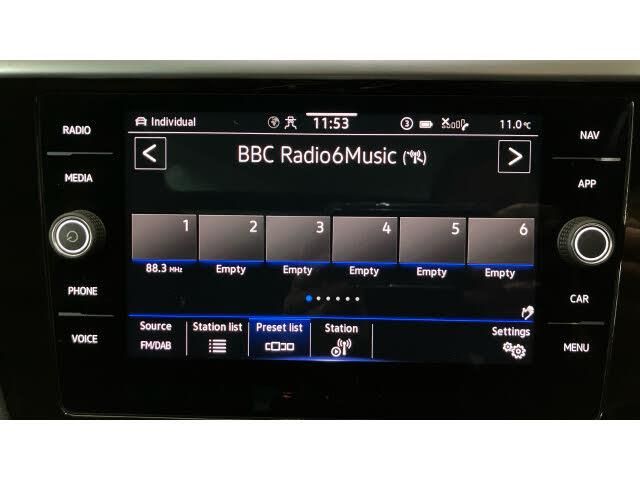 Individual 11:53 3 11.0 °C
RADIO
NAV
BBC Radio6Music
MEDIA
APP
1 2 3 4 5 6
88.3 MHz Empty Empty Empty Empty Empty
PHONE
CAR
Source Station list Preset list Station Settings
FM/DAB
VOICE
MENU